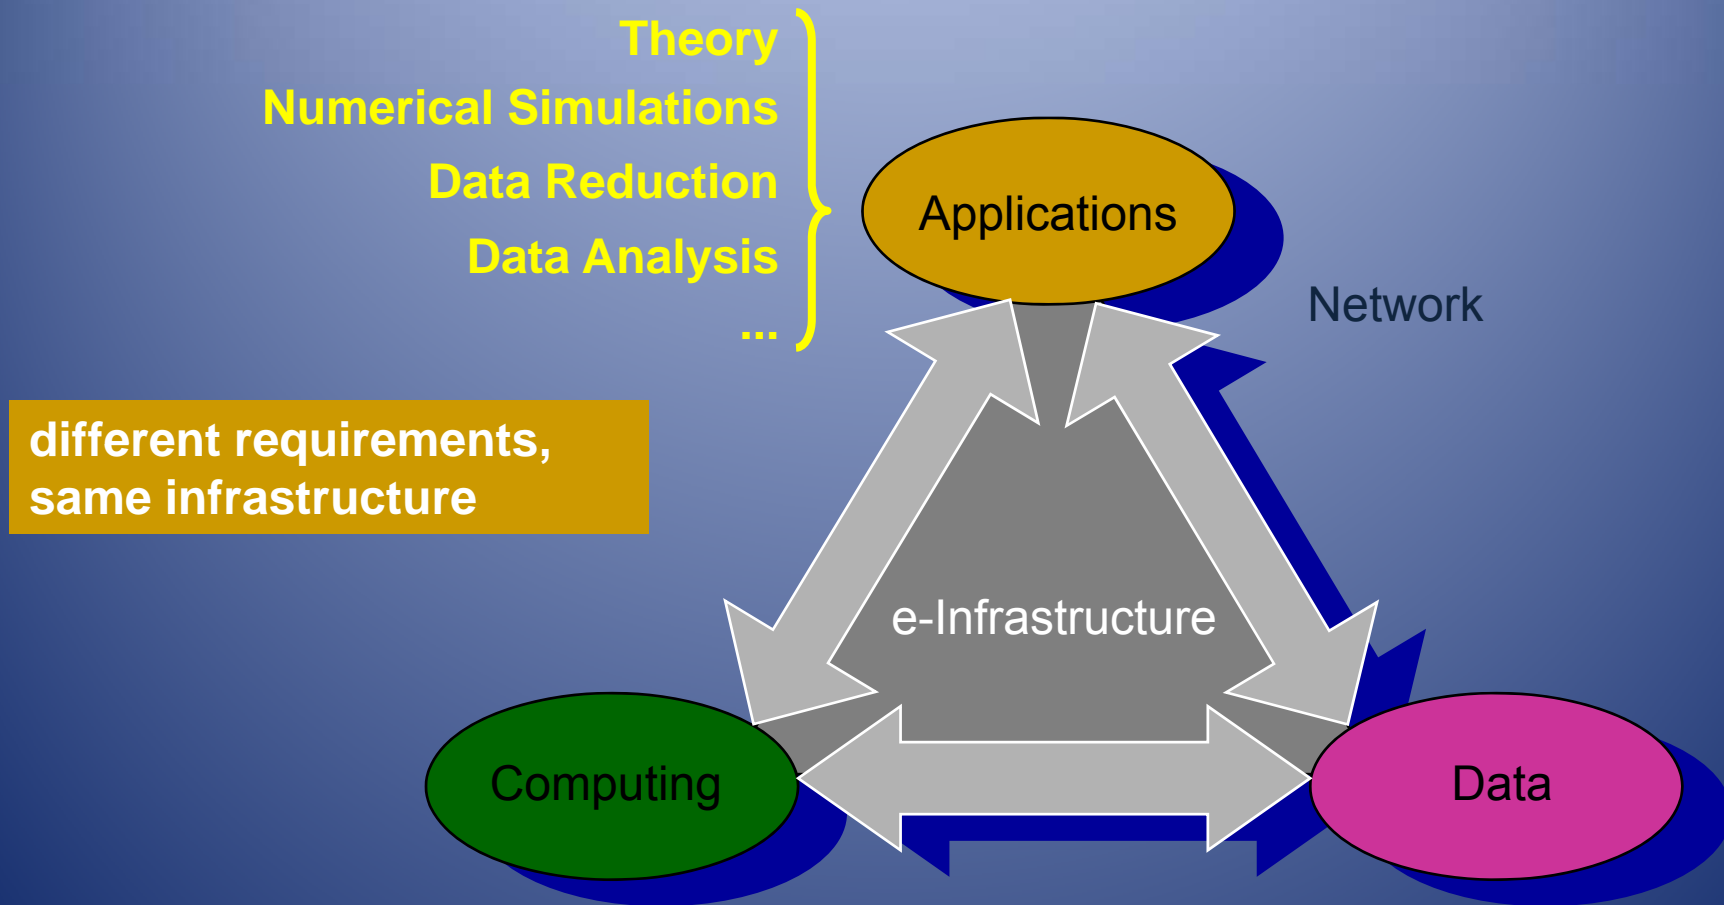 Theory
Numerical Simulations
Data Reduction
Data Analysis
...
Applications
Network
different requirements,
same infrastructure
e-Infrastructure
Computing
Data